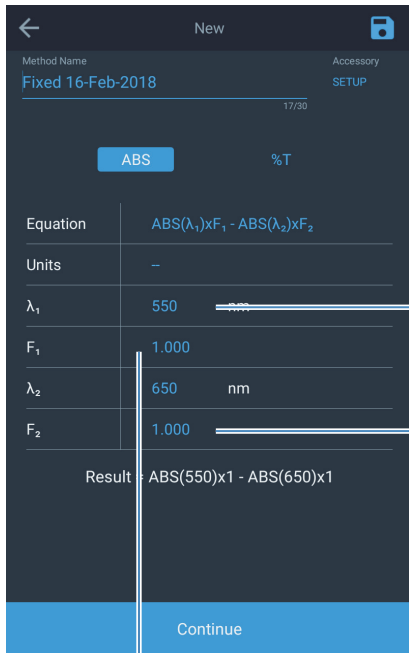 New
Method Name
Accessory
Fixed 16-Feb-2018
SETUP
17/30
ABS %T
Equation ABS(λ₁)xF₁ - ABS(λ₂)xF₂
Units --
λ₁ 550 nm
F₁ 1.000
λ₂ 650 nm
F₂ 1.000
Result = ABS(550)x1 - ABS(650)x1
Continue